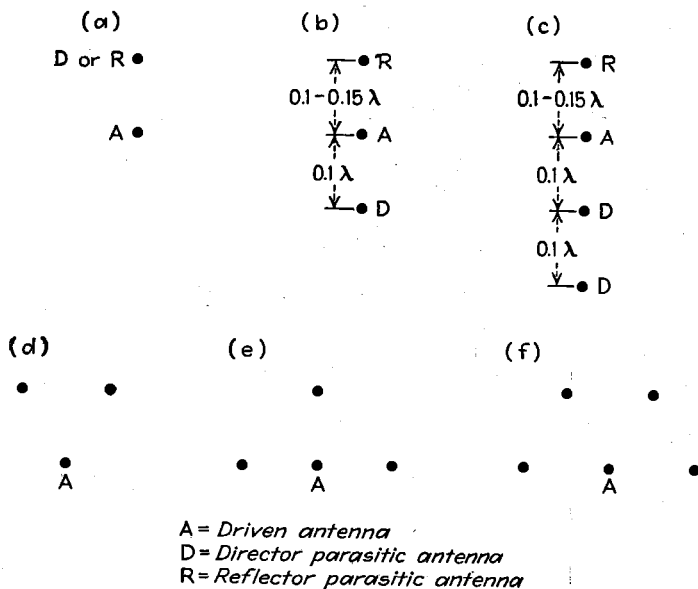 (a) (b) (c)
D or R R R
0.1-0.15 λ 0.1-0.15 λ
A A A
0.1 λ 0.1 λ
D D
0.1 λ
D
(d) (e) (f)
A A A
A = Driven antenna
D = Director parasitic antenna
R = Reflector parasitic antenna